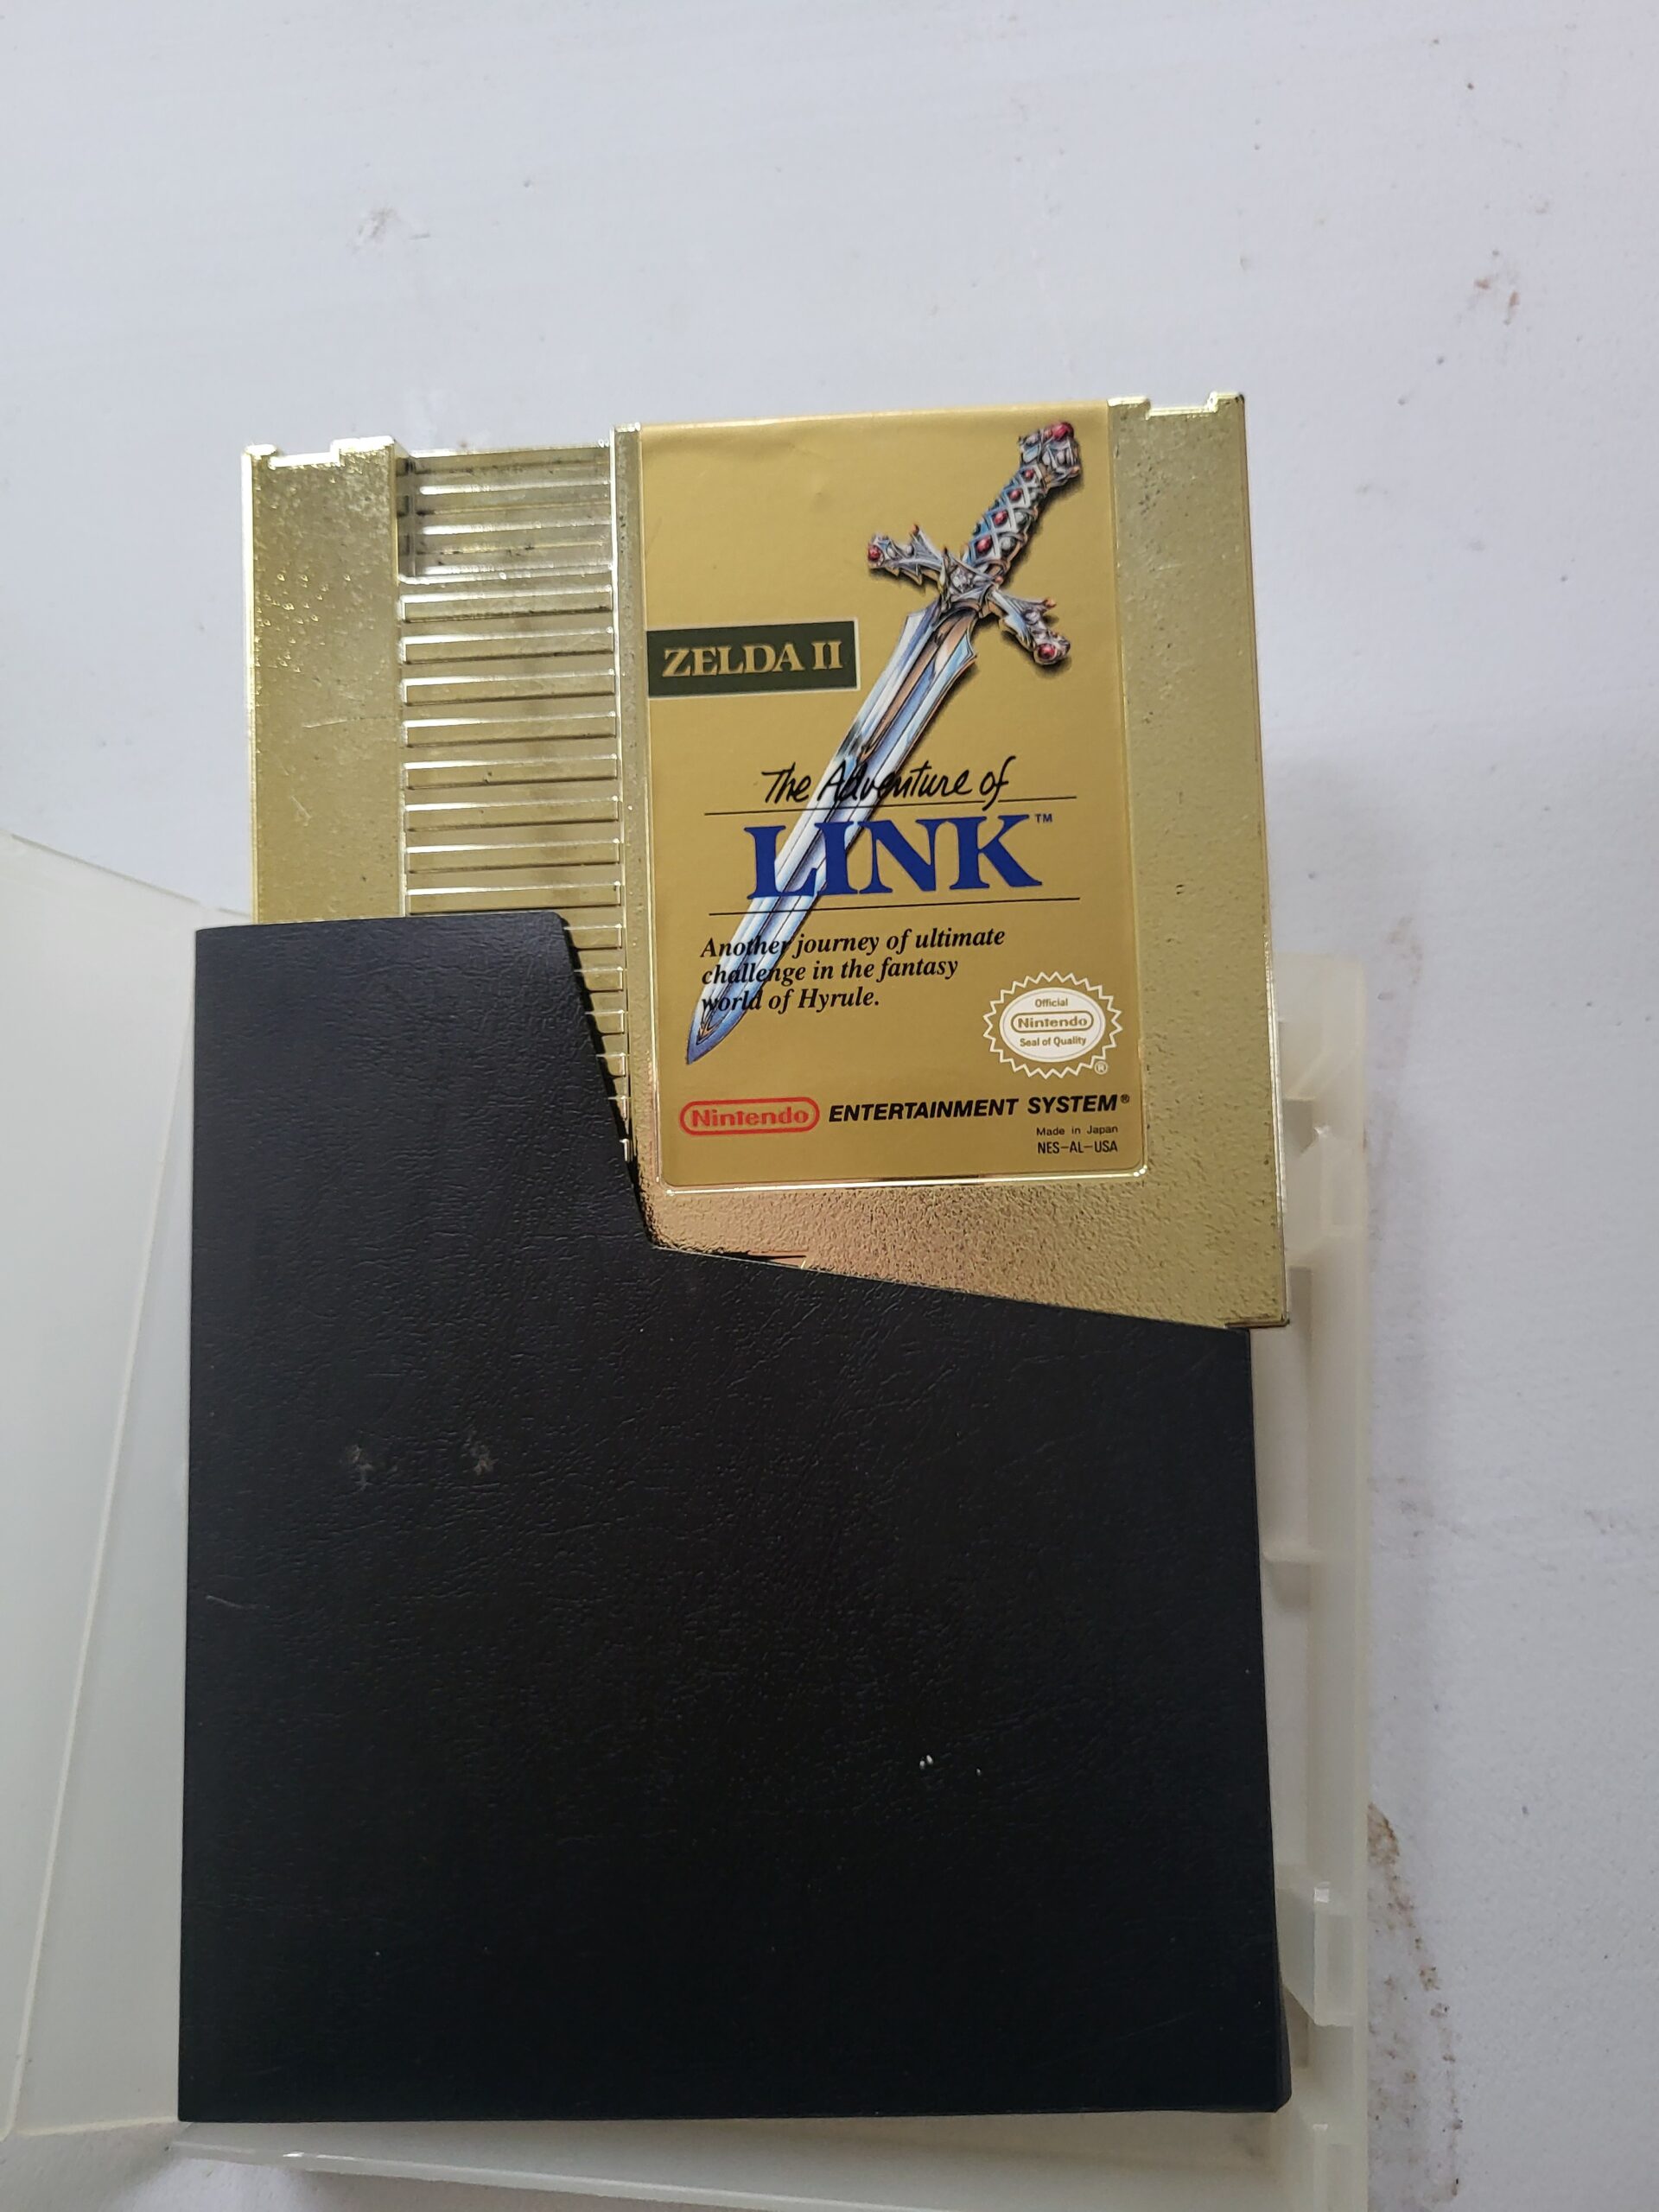 ZELDA II
The Adventure of
LINK™
Another journey of ultimate
challenge in the fantasy
world of Hyrule.
Official
Nintendo
Seal of Quality
®
Nintendo ENTERTAINMENT SYSTEM®
Made in Japan
NES-AL-USA